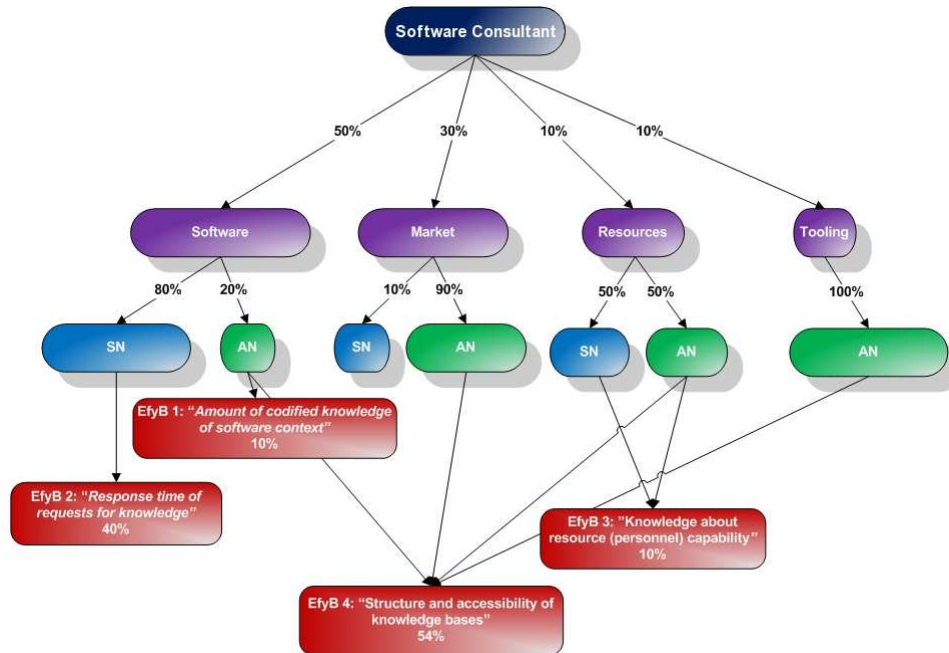 Software Consultant
50%
30%
10%
10%
Software
Market
Resources
Tooling
80%
20%
10%
90%
50%
50%
100%
SN
AN
SN
AN
SN
AN
AN
EfyB 1: “Amount of codified knowledge
of software context”
10%
EfyB 2: “Response time of
requests for knowledge”
40%
EfyB 3: ”Knowledge about
resource (personnel) capability”
10%
EfyB 4: “Structure and accessibility of
knowledge bases”
54%